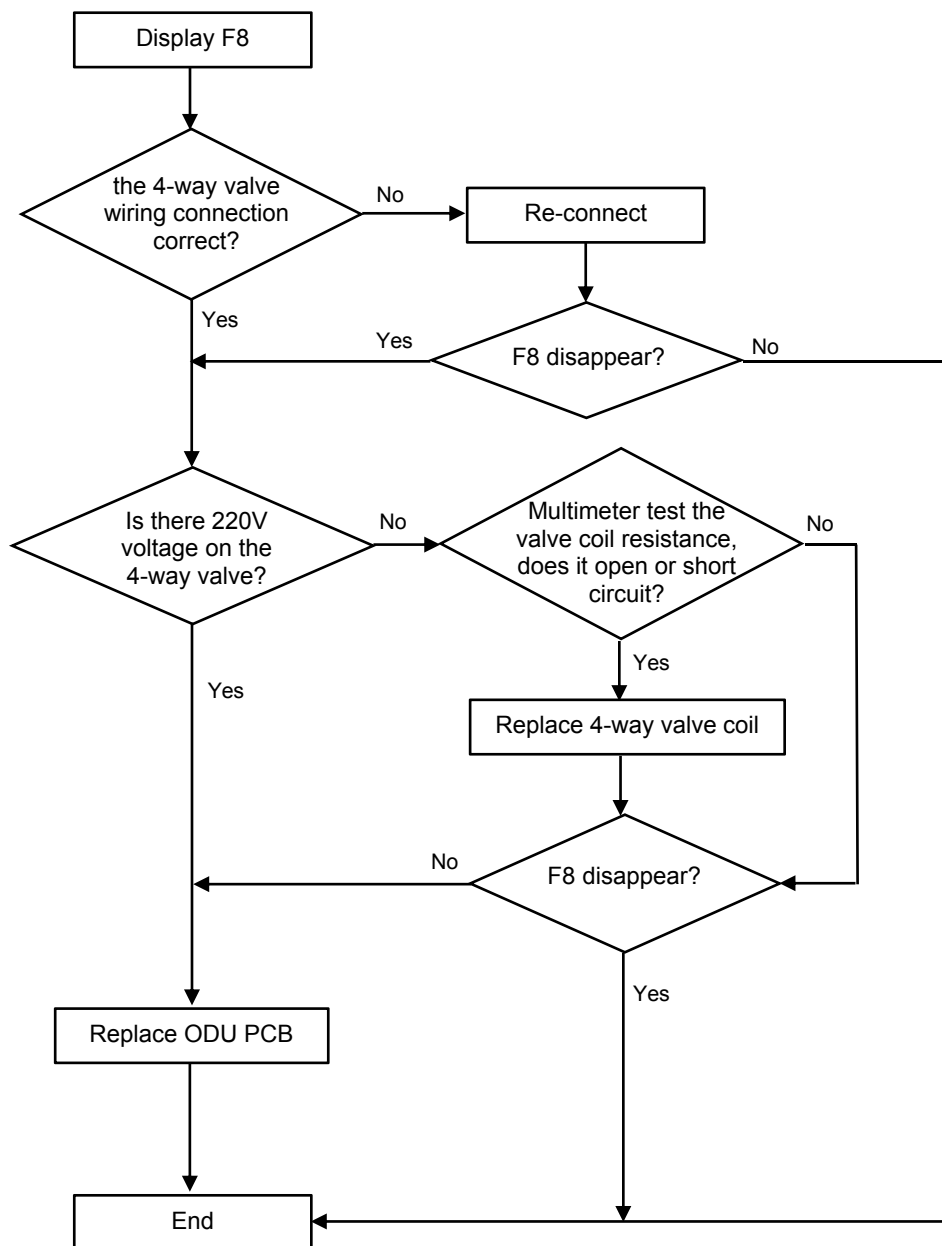 Display F8
the 4-way valve
wiring connection
correct?
No
Re-connect
Yes
Yes
F8 disappear?
No
Is there 220V
voltage on the
4-way valve?
No
Multimeter test the
valve coil resistance,
does it open or short
circuit?
No
Yes
Yes
Replace 4-way valve coil
No
F8 disappear?
Yes
Replace ODU PCB
End